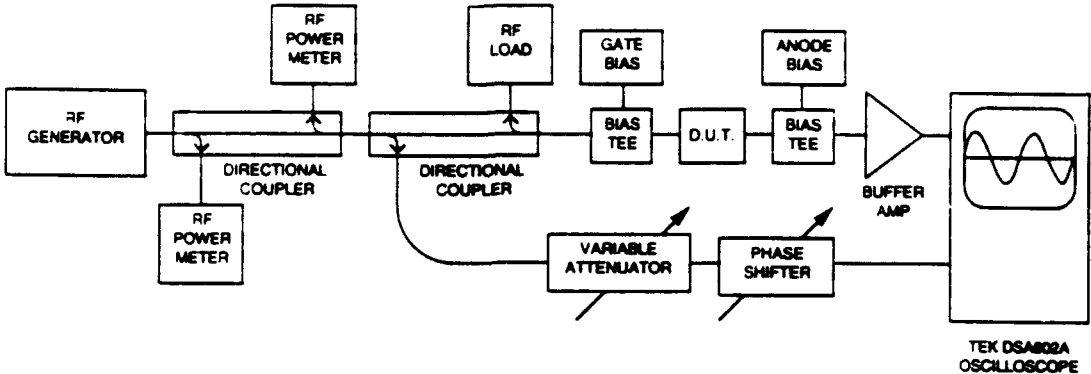 RF
POWER
METER
RF
LOAD
GATE
BIAS
ANODE
BIAS
RF
GENERATOR
BIAS
TEE
D.U.T.
BIAS
TEE
DIRECTIONAL
COUPLER
DIRECTIONAL
COUPLER
BUFFER
AMP
RF
POWER
METER
VARIABLE
ATTENUATOR
PHASE
SHIFTER
TEK DSA602A
OSCILLOSCOPE